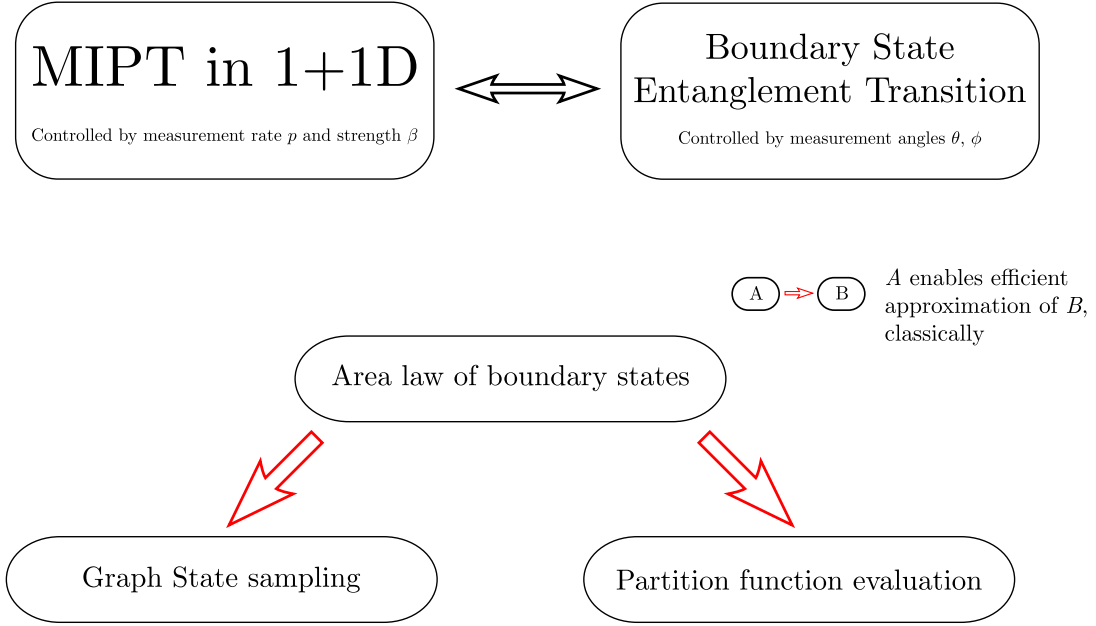 MIPT in 1+1D
Controlled by measurement rate p and strength β
Boundary State
Entanglement Transition
Controlled by measurement angles θ, ϕ
A
B
A enables efficient
approximation of B,
classically
Area law of boundary states
Graph State sampling
Partition function evaluation